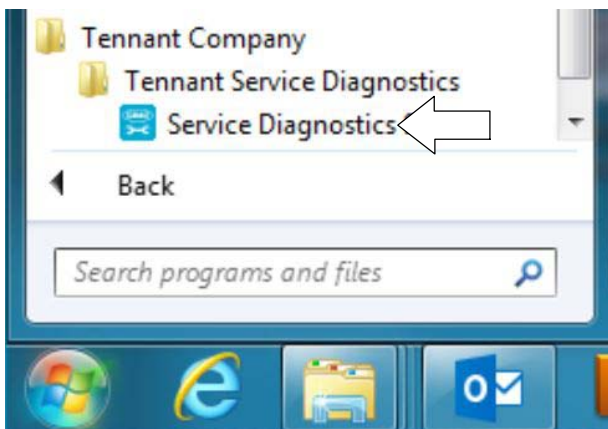 Tennant Company
Tennant Service Diagnostics
Service Diagnostics
Back
Search programs and files